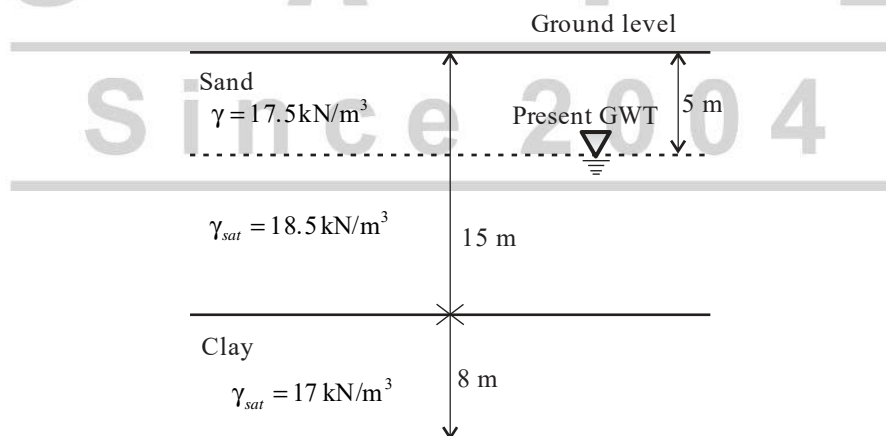 Ground level
Sand
γ = 17.5 kN/m³
Present GWT
5 m
Since 2004
γsat = 18.5 kN/m³
15 m
Clay
γsat = 17 kN/m³
8 m